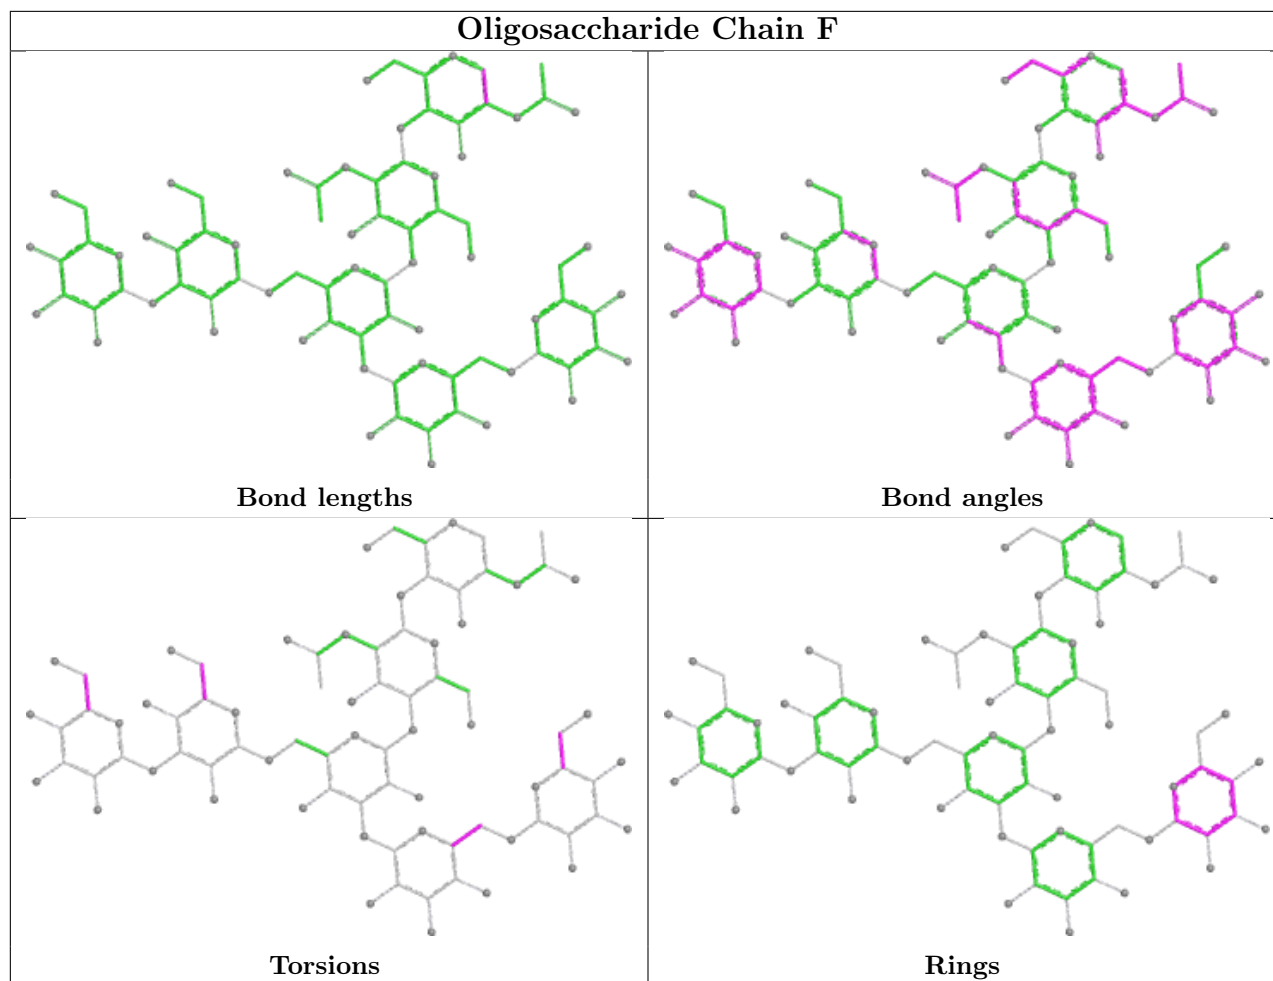 Oligosaccharide Chain F
Bond lengths
Bond angles
Torsions
Rings